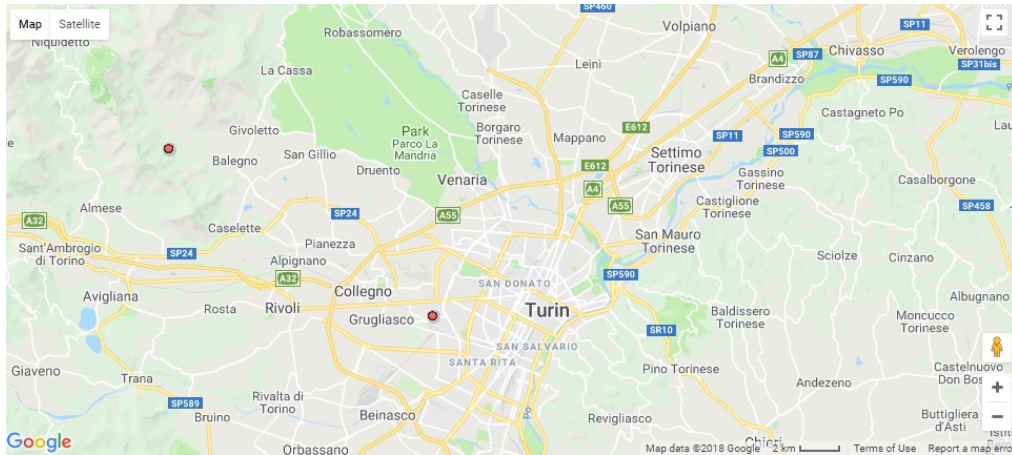 Map Satellite
SP460
SP11
Niquidetto
Robassomero
Volpiano
Chivasso
Verolengo
La Cassa
Leinì
A4
SP87
SP31bis
Brandizzo
SP590
Caselle
Torinese
Castagneto Po
Givoletto
Park
Parco La
Mandria
Borgaro
Torinese
Mappano
E612
SP11
SP590
Lau
Balegno
San Gillio
Druento
Venaria
E612
Settimo
Torinese
SP500
Gassino
Torinese
Casalborgone
Almese
A32
SP24
A55
A4
A55
Castiglione
Torinese
SP458
Caselette
Sant'Ambrogio
di Torino
SP24
Pianezza
Alpignano
San Mauro
Torinese
Sciolze
Cinzano
A32
SP590
Avigliana
Rosta
Rivoli
Collegno
Grugliasco
SAN DONATO
Turin
Baldissero
Torinese
Albugnano
Moncucco
Torinese
SR10
SAN SALVARIO
SANTA RITA
Giaveno
Trana
Pino Torinese
Andezeno
Castelnuovo
Don Bos
SP589
Bruino
Rivalta di
Torino
Beinasco
Po
Revigliasco
Buttigliera
d'Asti
Orbassano
Chieri
Google
Map data ©2018 Google 2 km Terms of Use Report a map error